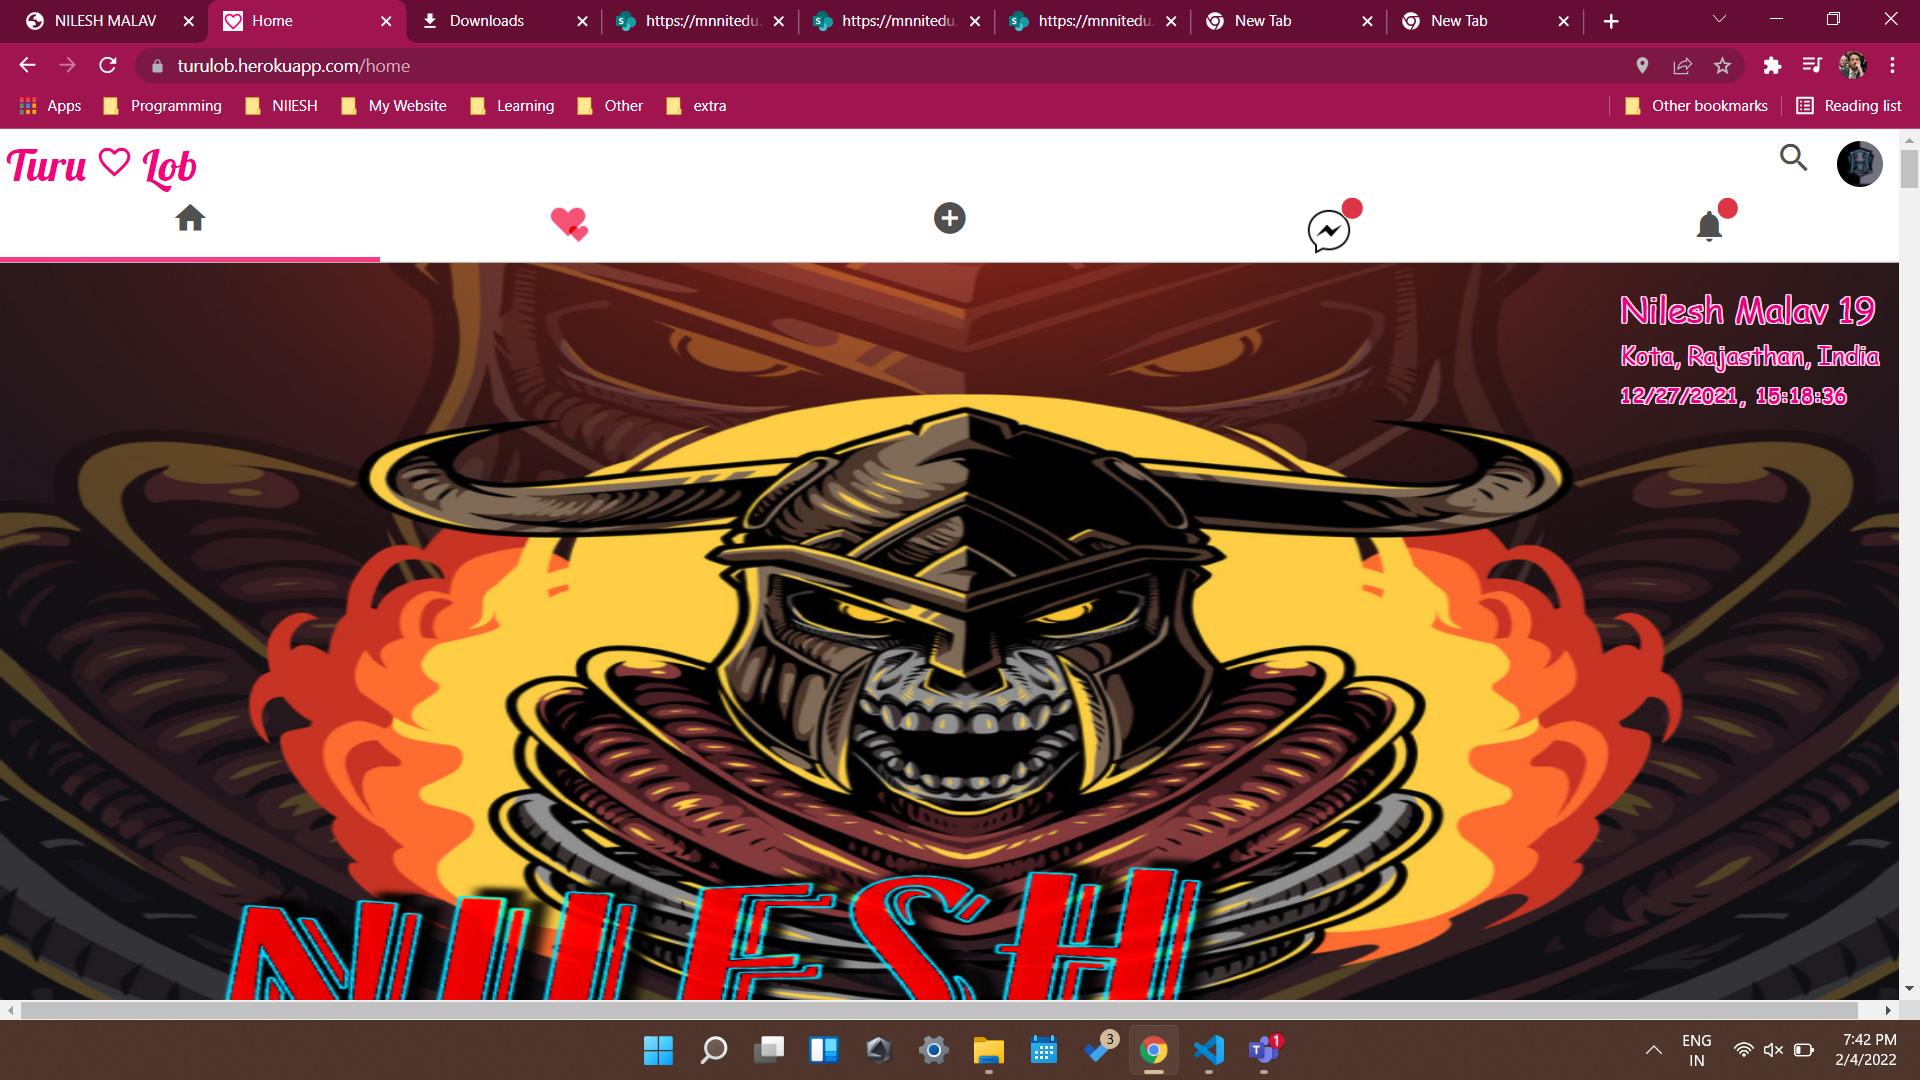 NILESH MALAV
Home
Downloads
https://mnnitedu.
https://mnnitedu.
https://mnnitedu.
New Tab
New Tab
turulob.herokuapp.com/home
Apps
Programming
NIlESH
My Website
Learning
Other
extra
Other bookmarks
Reading list
Turu Lob
Nilesh Malav 19
Kota, Rajasthan, India
12/27/2021, 15:18:36
NILESH
3
1
ENG
IN
7:42 PM
2/4/2022